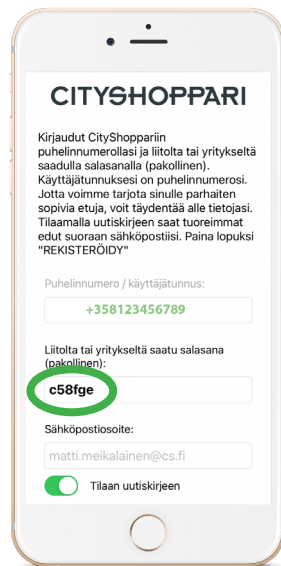 CITYSHOPPARI
Kirjaudut CityShoppariin
puhelinnumerollasi ja liitolta tai yritykseltä
saadulla salasanalla (pakollinen).
Käyttäjätunnuksesi on puhelinnumerosi.
Jotta voimme tarjota sinulle parhaiten
sopivia etuja, voit täydentää alle tietojasi.
Tilaamalla uutiskirjeen saat tuoreimmat
edut suoraan sähköpostiisi. Paina lopuksi
"REKISTERÖIDY"
Puhelinnumero / käyttäjätunnus:
+358123456789
Liitolta tai yritykseltä saatu salasana
(pakollinen):
c58fge
Sähköpostiosoite:
matti.meikalainen@cs.fi
Tilaan uutiskirjeen